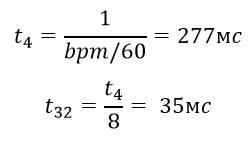 t₄ = 1 / (bpm/60) = 277мс
t₃₂ = t₄ / 8 = 35мс